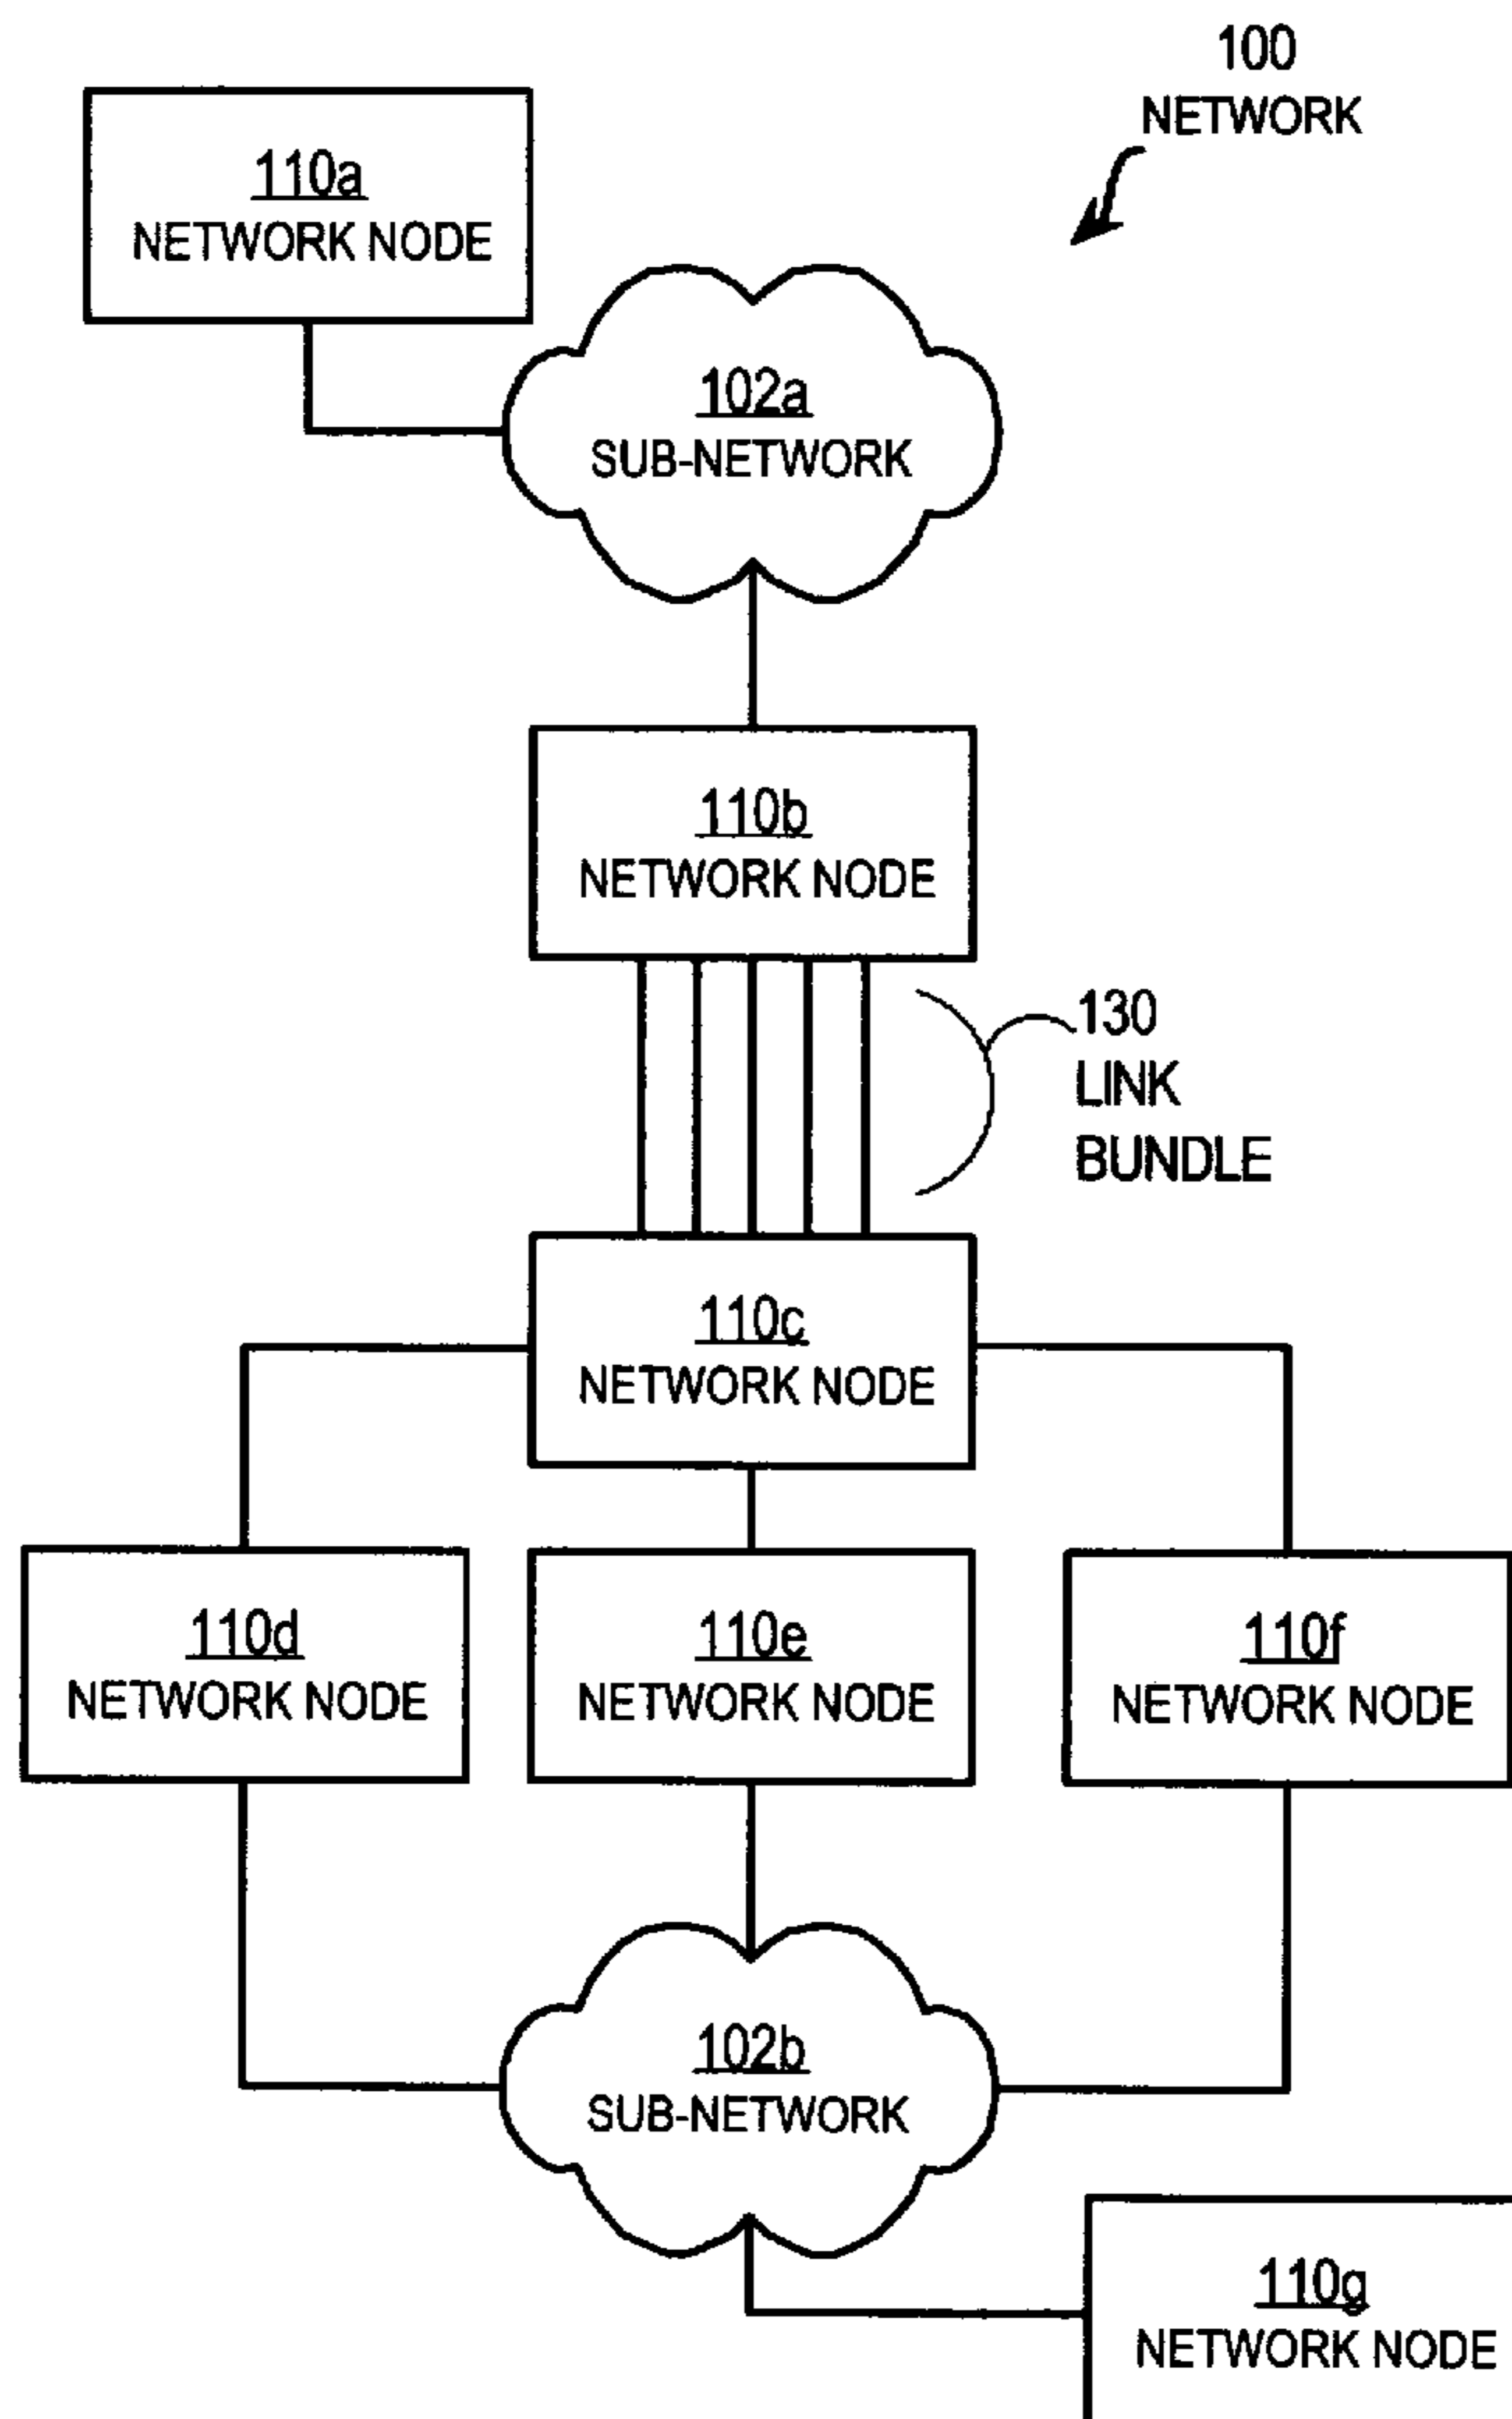 100
NETWORK
110a
NETWORK NODE
102a
SUB-NETWORK
110b
NETWORK NODE
130
LINK
BUNDLE
110c
NETWORK NODE
110d
NETWORK NODE
110e
NETWORK NODE
110f
NETWORK NODE
102b
SUB-NETWORK
110g
NETWORK NODE